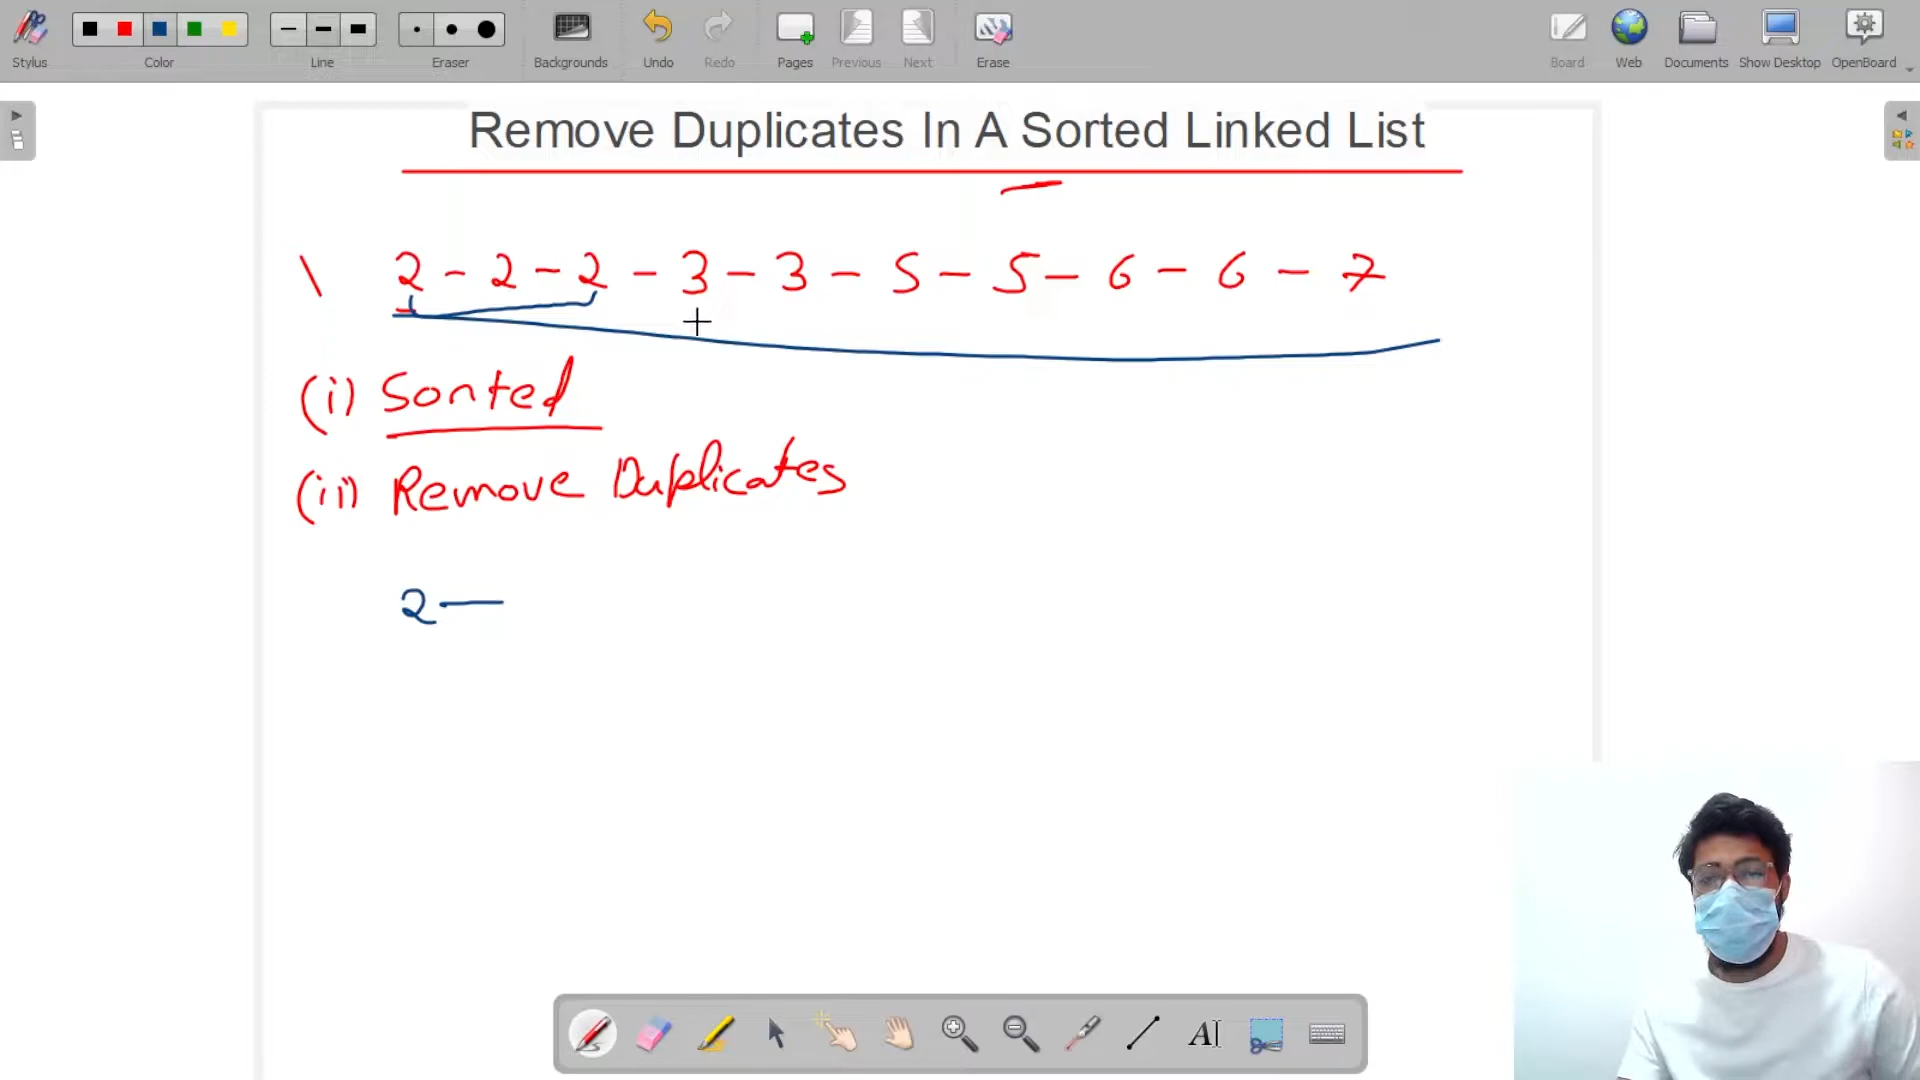 Stylus Color Line Eraser Backgrounds Undo Redo Pages Previous Next Erase Board Web Documents Show Desktop OpenBoard
Remove Duplicates In A Sorted Linked List
\ 2 - 2 - 2 - 3 - 3 - 5 - 5 - 6 - 6 - 7
(i) Sorted
(ii) Remove Duplicates
2 —